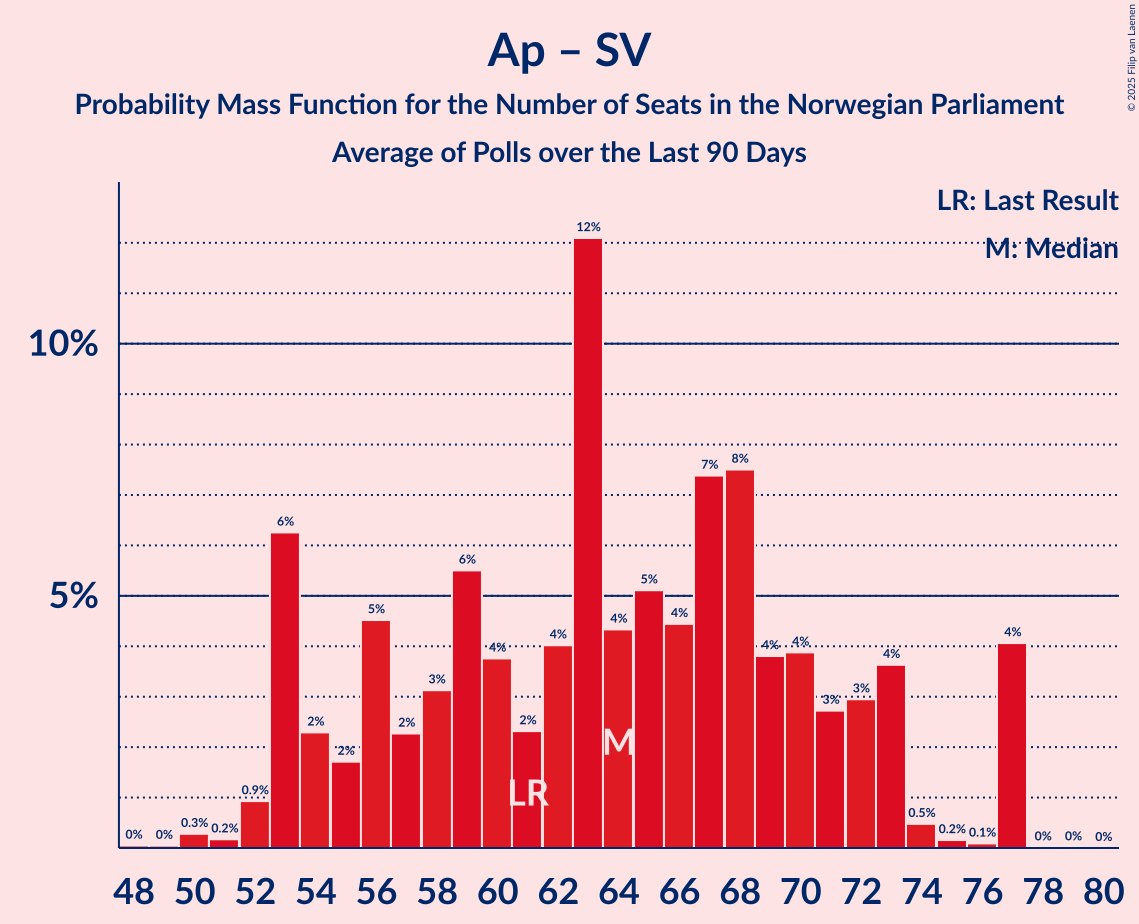 Ap – SV
Probability Mass Function for the Number of Seats in the Norwegian Parliament
Average of Polls over the Last 90 Days
© 2025 Filip van Laenen
LR: Last Result
M: Median
10%
5%
0% 0% 0.3% 0.2% 0.9% 6% 2% 2% 5% 2% 3% 6% 4% 2% 4% 12% 4% 5% 4% 7% 8% 4% 4% 3% 3% 4% 0.5% 0.2% 0.1% 4% 0% 0% 0%
M
LR
48 50 52 54 56 58 60 62 64 66 68 70 72 74 76 78 80